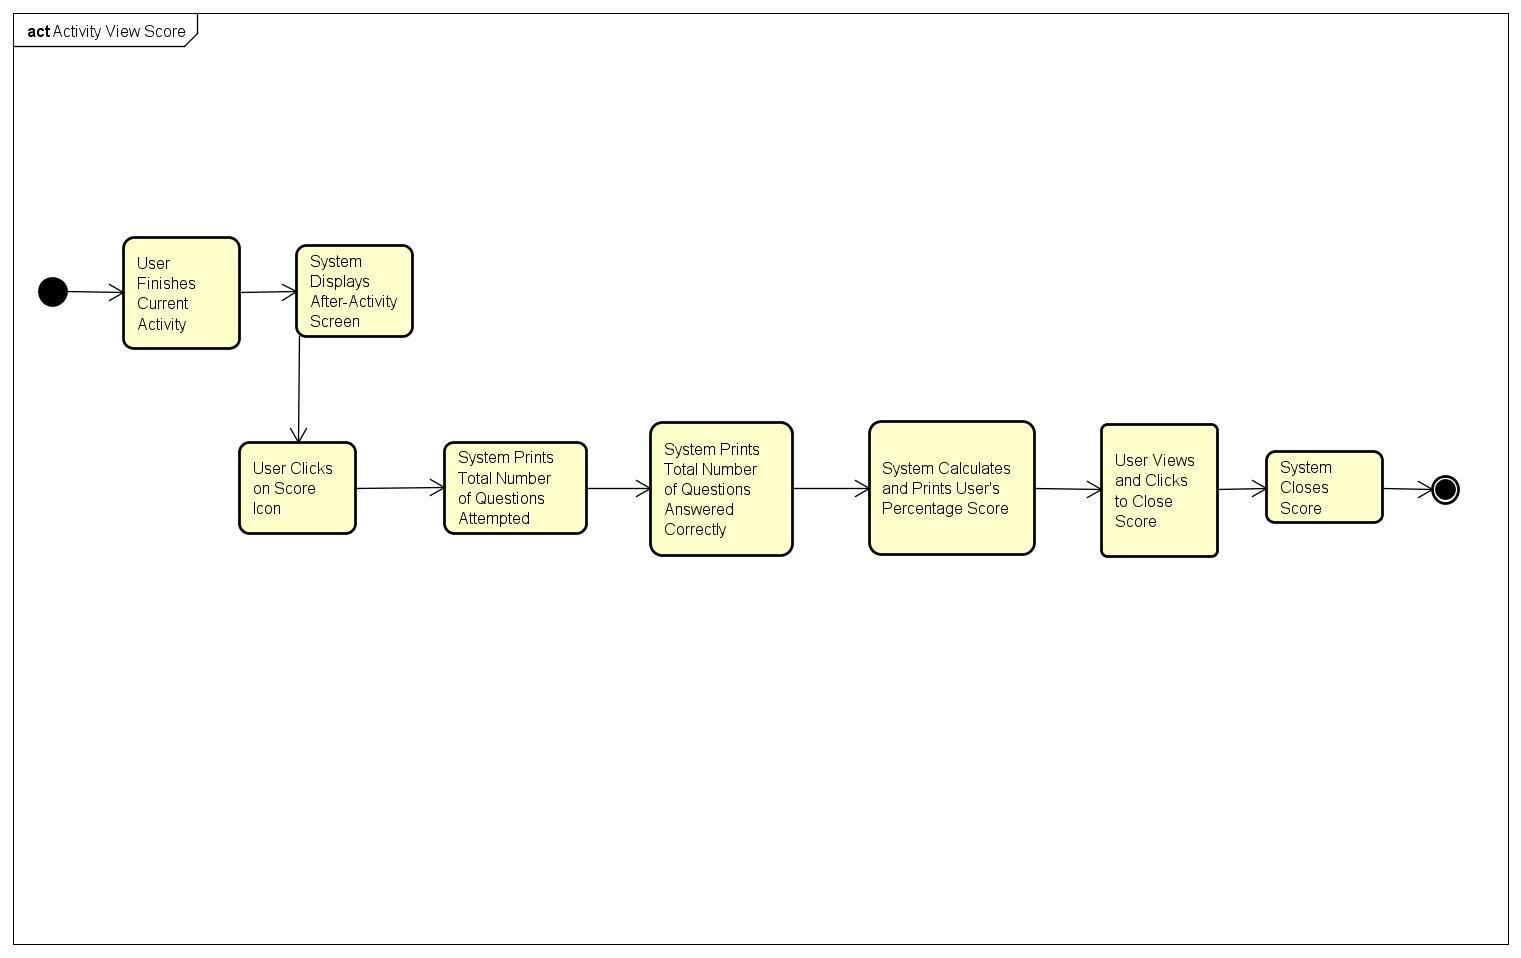 act Activity View Score
User
Finishes
Current
Activity
System
Displays
After-Activity
Screen
User Clicks
on Score
Icon
System Prints
Total Number
of Questions
Attempted
System Prints
Total Number
of Questions
Answered
Correctly
System Calculates
and Prints User's
Percentage Score
User Views
and Clicks
to Close
Score
System
Closes
Score